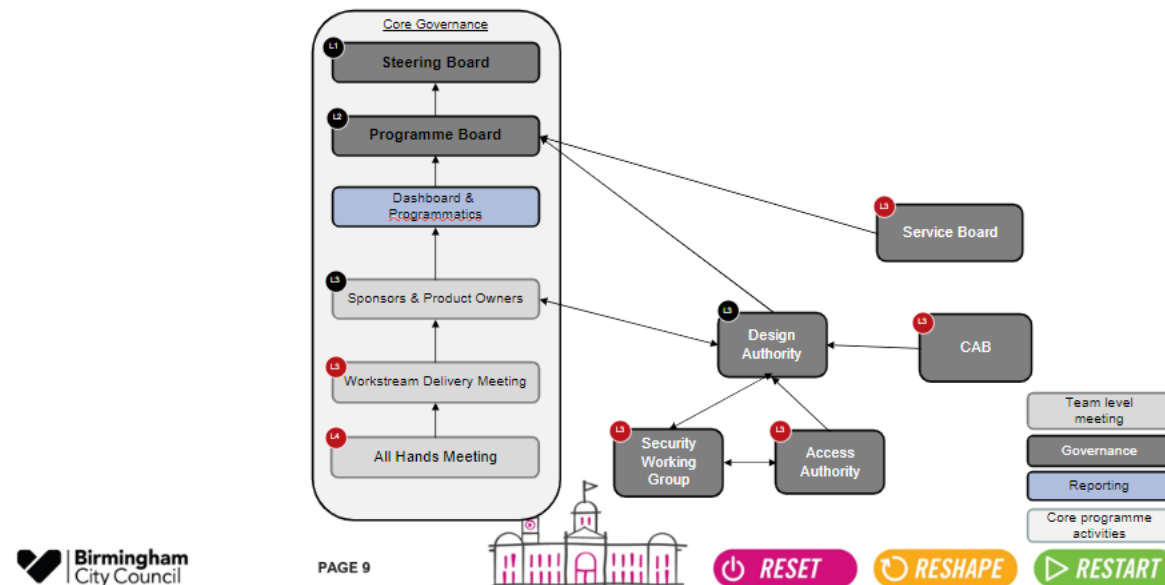 Core Governance
L1
Steering Board
L2
Programme Board
Dashboard &
Programmatics
L3
Sponsors & Product Owners
L3
Workstream Delivery Meeting
L4
All Hands Meeting
L3
Service Board
L3
Design
Authority
L3
CAB
L3
Security
Working
Group
L3
Access
Authority
Team level
meeting
Governance
Reporting
Core programme
activities
Birmingham
City Council
PAGE 9
RESET
RESHAPE
RESTART